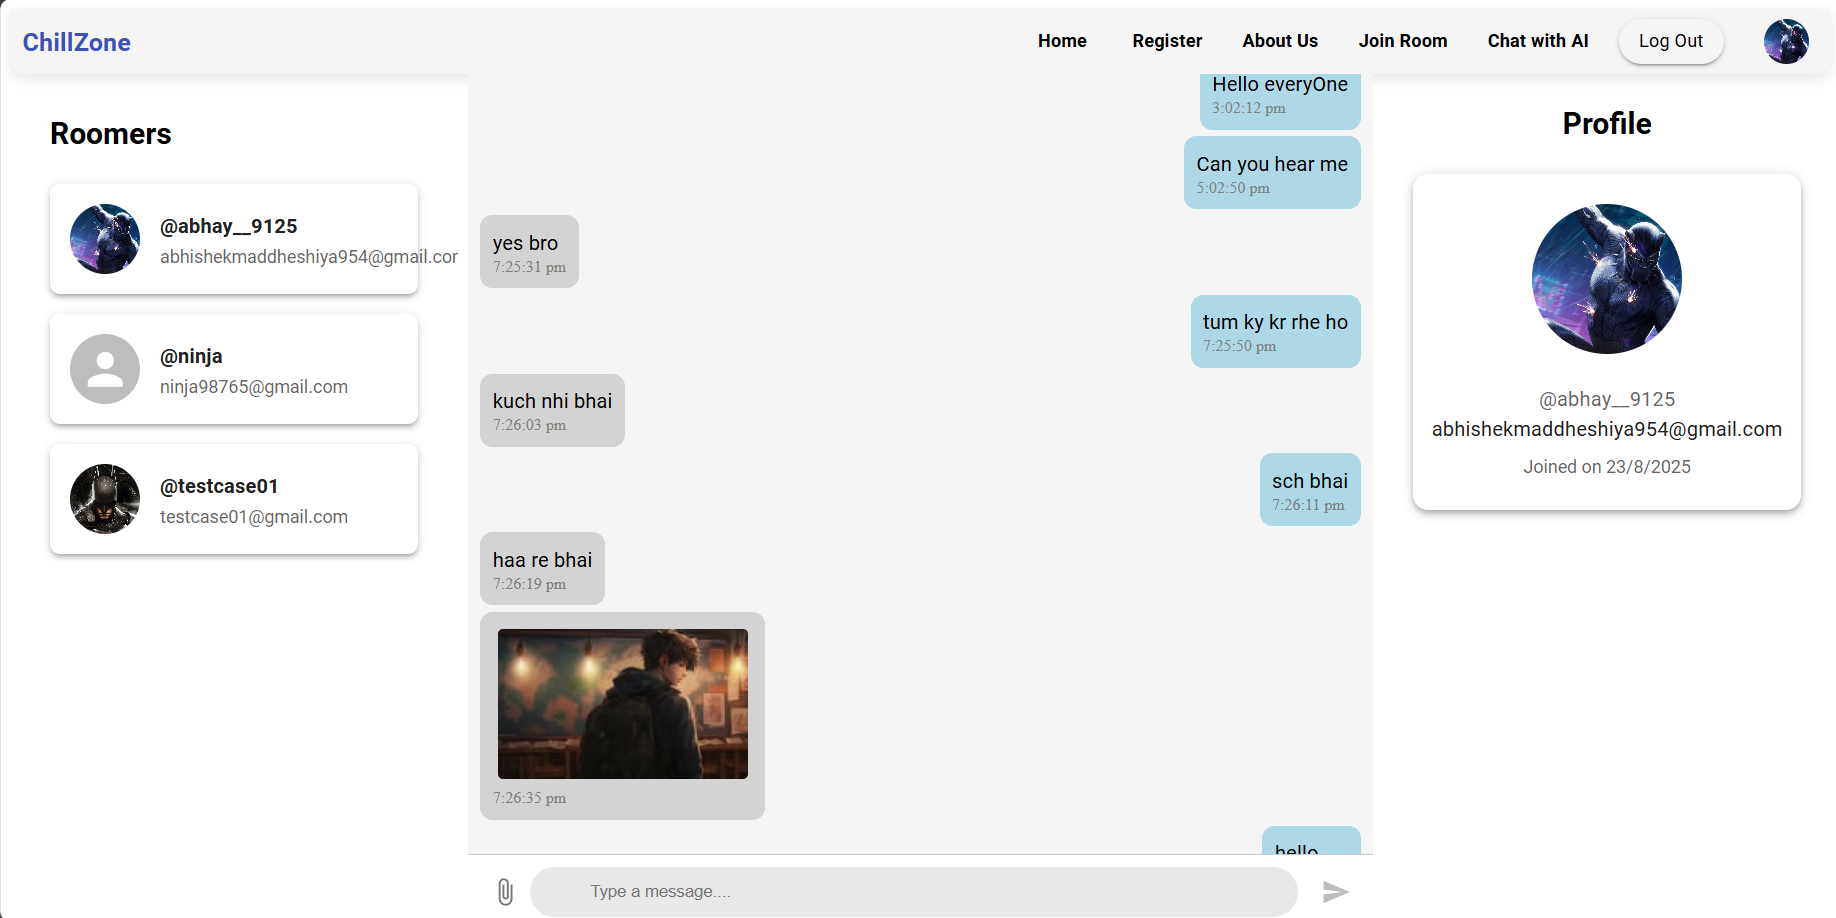 ChillZone
Home Register About Us Join Room Chat with AI Log Out
Roomers
@abhay__9125
abhishekmaddheshiya954@gmail.cor
@ninja
ninja98765@gmail.com
@testcase01
testcase01@gmail.com
Hello everyOne
3:02:12 pm
Can you hear me
5:02:50 pm
yes bro
7:25:31 pm
tum ky kr rhe ho
7:25:50 pm
kuch nhi bhai
7:26:03 pm
sch bhai
7:26:11 pm
haa re bhai
7:26:19 pm
7:26:35 pm
hello
Type a message....
Profile
@abhay__9125
abhishekmaddheshiya954@gmail.com
Joined on 23/8/2025